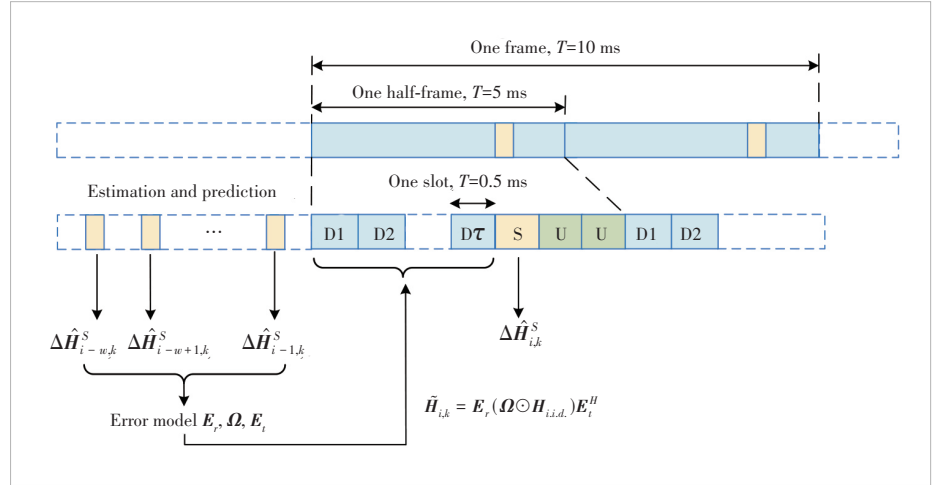 One frame, T=10 ms
One half-frame, T=5 ms
Estimation and prediction
One slot, T=0.5 ms
... D1 D2 Dτ S U U D1 D2
ΔĤ^S_{i−w,k} ΔĤ^S_{i−w+1,k} ΔĤ^S_{i−1,k} ΔĤ^S_{i,k}
Error model E_r, Ω, E_t
H̃_{i,k} = E_r(Ω⊙H_{i.i.d.})E_t^H